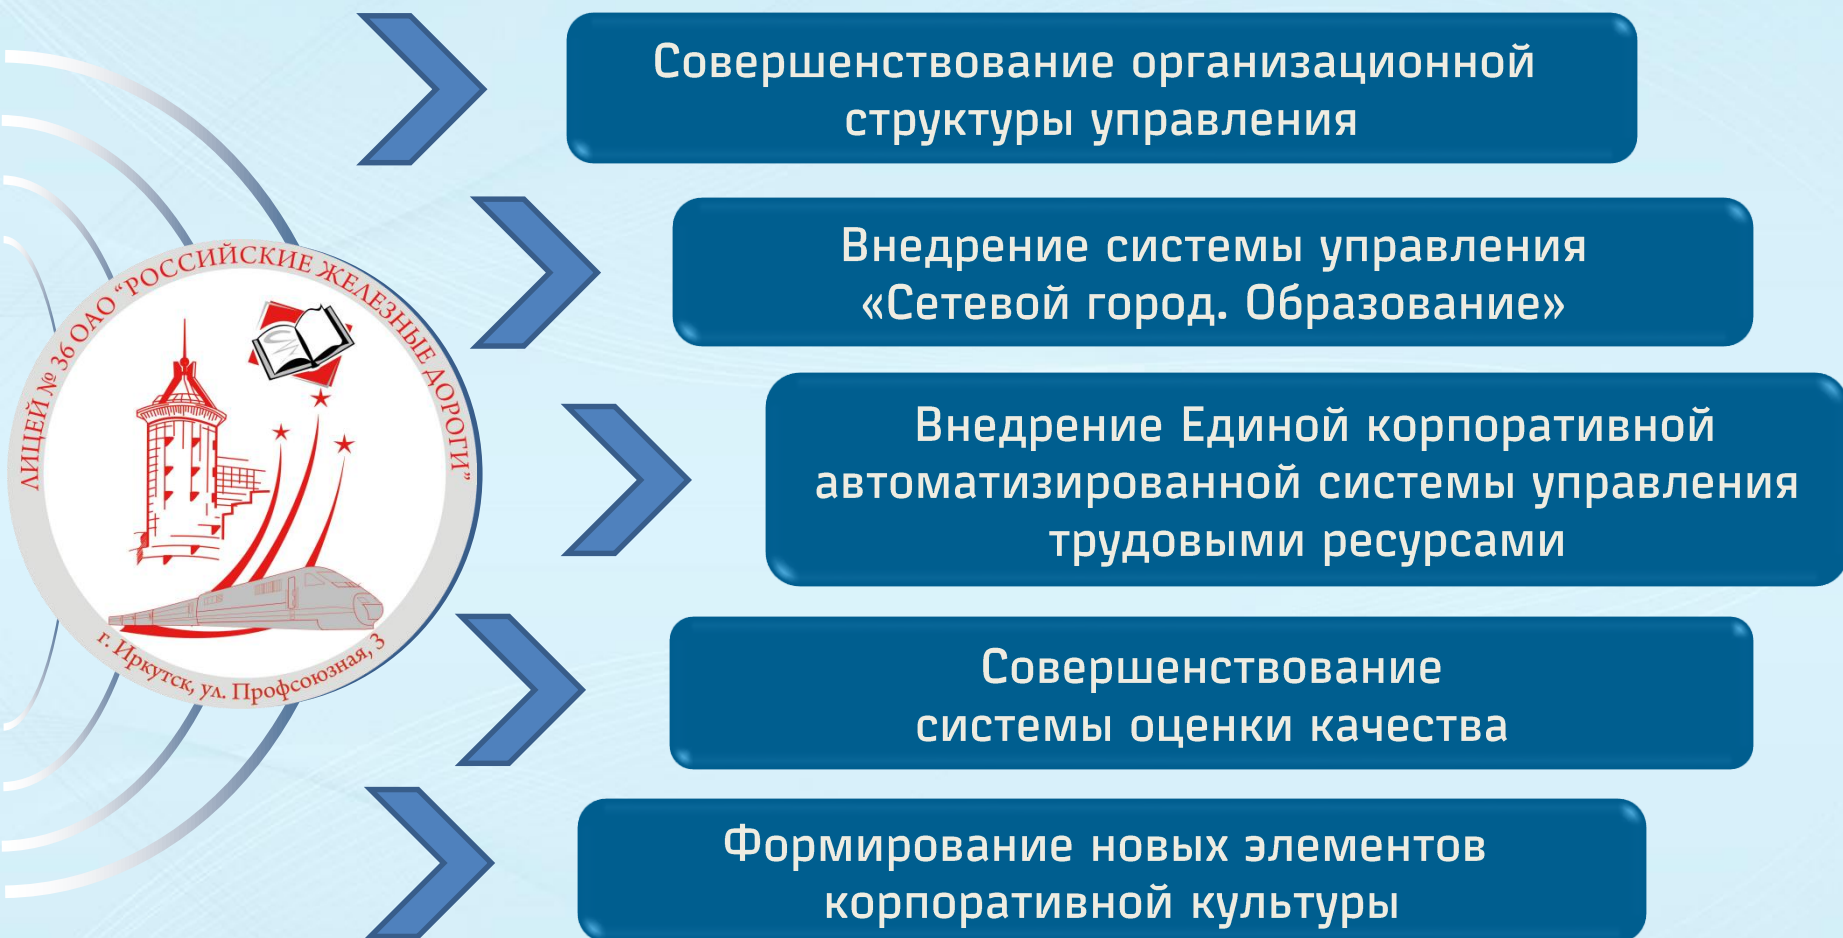 ЛИЦЕЙ № 36 ОАО “РОССИЙСКИЕ ЖЕЛЕЗНЫЕ ДОРОГИ”
г. Иркутск, ул. Профсоюзная, 3
Совершенствование организационной
структуры управления
Внедрение системы управления
«Сетевой город. Образование»
Внедрение Единой корпоративной
автоматизированной системы управления
трудовыми ресурсами
Совершенствование
системы оценки качества
Формирование новых элементов
корпоративной культуры